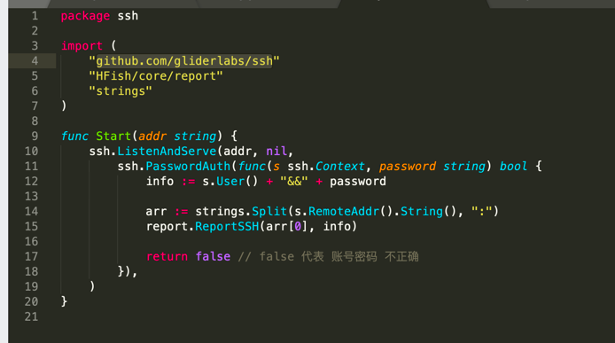 1 package ssh
2
3 import (
4     "github.com/gliderlabs/ssh"
5     "HFish/core/report"
6     "strings"
7 )
8
9 func Start(addr string) {
10     ssh.ListenAndServe(addr, nil,
11         ssh.PasswordAuth(func(s ssh.Context, password string) bool {
12             info := s.User() + "&&" + password
13
14             arr := strings.Split(s.RemoteAddr().String(), ":")
15             report.ReportSSH(arr[0], info)
16
17             return false // false 代表 账号密码 不正确
18         }),
19     )
20 }
21